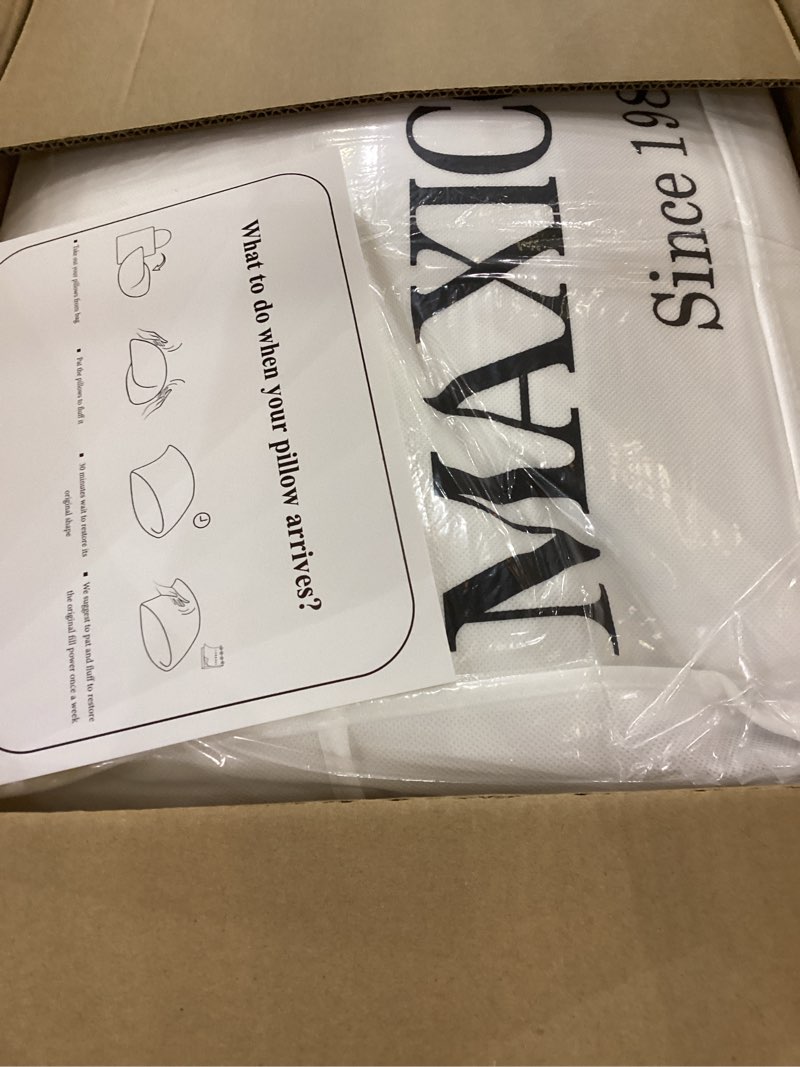 MAXIC
Since 198
What to do when your pillow arrives?
▪ Take out your pillows from bag
▪ Pat the pillows to fluff it
▪ 30 minutes wait to restore its
original shape
▪ We suggest to pat and fluff to restore
the original fill power once a week